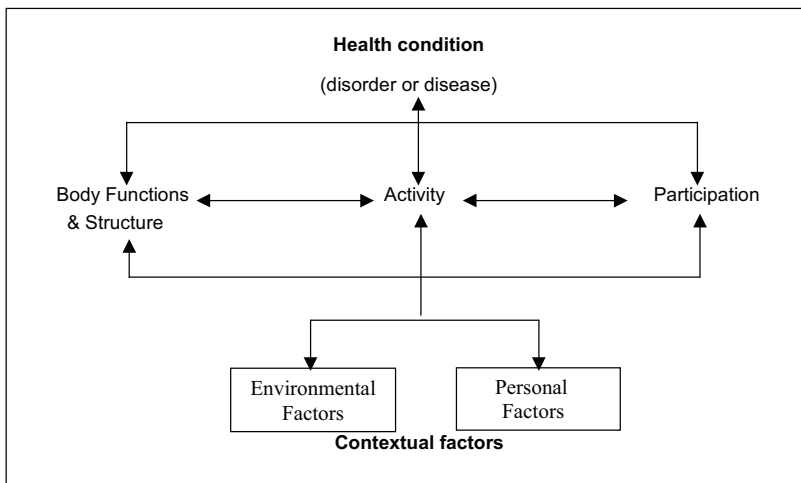 Health condition
(disorder or disease)
Body Functions
& Structure
Activity
Participation
Environmental
Factors
Personal
Factors
Contextual factors